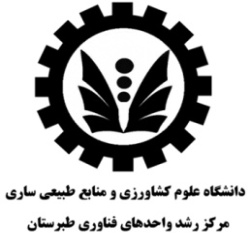 دانشگاه علوم کشاورزی و منابع طبیعی ساری
مرکز رشد واحدهای فناوری طبرستان